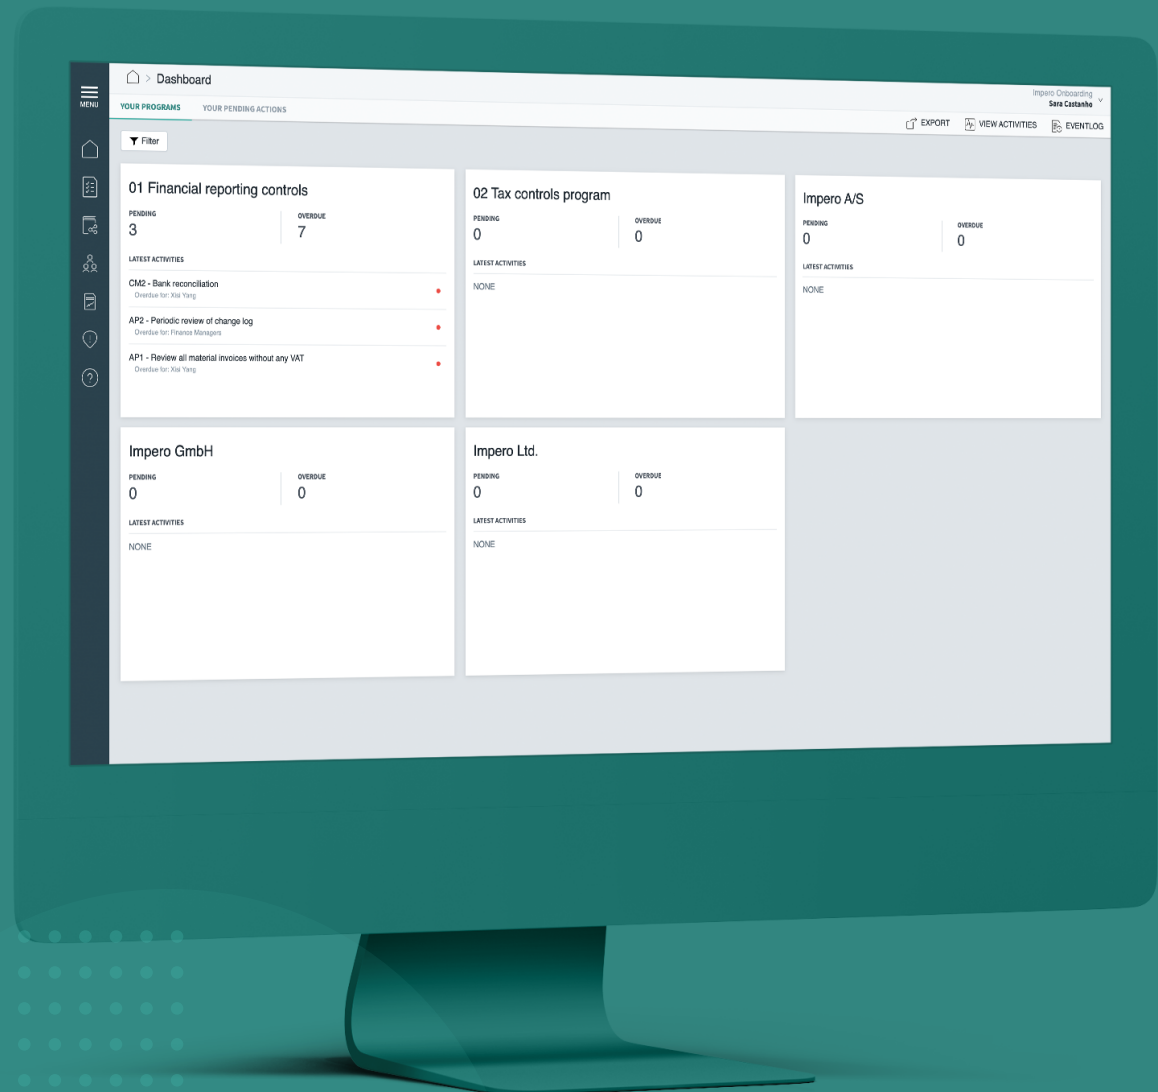 MENU
> Dashboard
Impero Onboarding
Sara Castanho
YOUR PROGRAMS YOUR PENDING ACTIONS
EXPORT VIEW ACTIVITIES EVENTLOG
Filter
01 Financial reporting controls
PENDING OVERDUE
3 7
LATEST ACTIVITIES
CM2 - Bank reconciliation
Overdue for: Xisi Yang
AP2 - Periodic review of change log
Overdue for: Finance Managers
AP1 - Review all material invoices without any VAT
Overdue for: Xisi Yang
02 Tax controls program
PENDING OVERDUE
0 0
LATEST ACTIVITIES
NONE
Impero A/S
PENDING OVERDUE
0 0
LATEST ACTIVITIES
NONE
Impero GmbH
PENDING OVERDUE
0 0
LATEST ACTIVITIES
NONE
Impero Ltd.
PENDING OVERDUE
0 0
LATEST ACTIVITIES
NONE